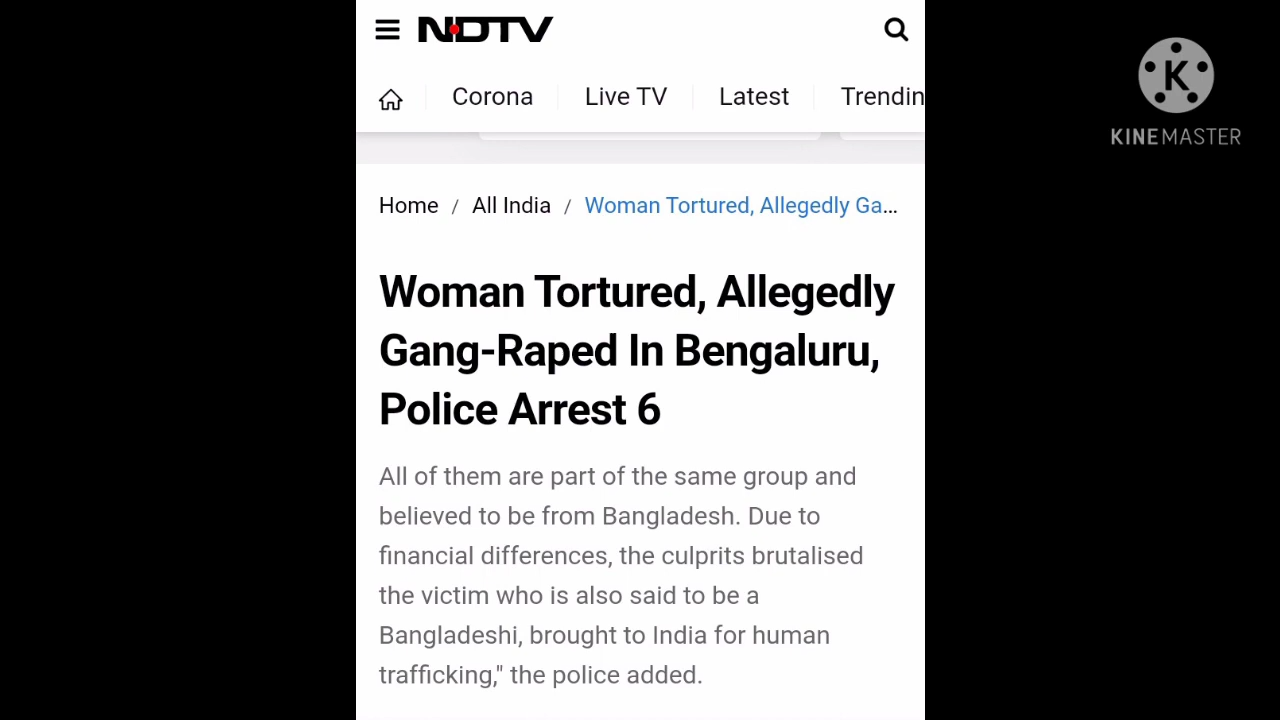 NDTV
Corona Live TV Latest Trendin
K
KINEMASTER
Home / All India / Woman Tortured, Allegedly Ga...
Woman Tortured, Allegedly
Gang-Raped In Bengaluru,
Police Arrest 6
All of them are part of the same group and
believed to be from Bangladesh. Due to
financial differences, the culprits brutalised
the victim who is also said to be a
Bangladeshi, brought to India for human
trafficking," the police added.